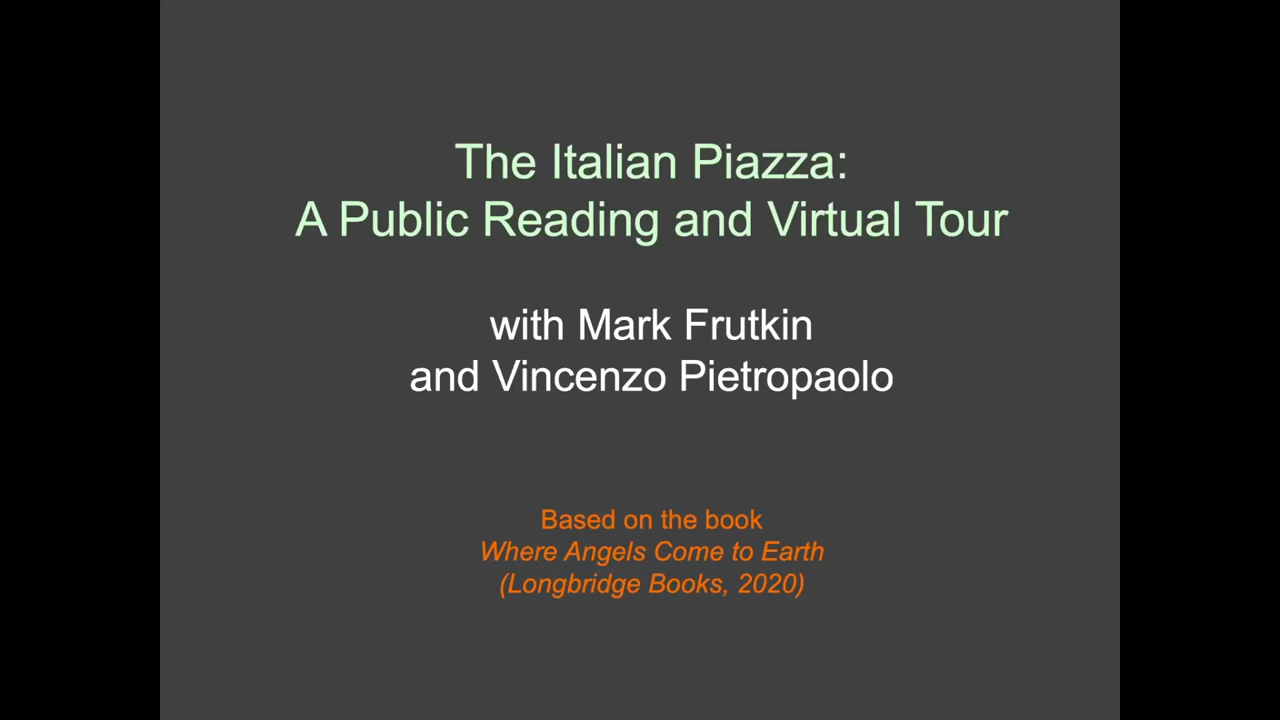 The Italian Piazza:
A Public Reading and Virtual Tour
with Mark Frutkin
and Vincenzo Pietropaolo
Based on the book
Where Angels Come to Earth
(Longbridge Books, 2020)